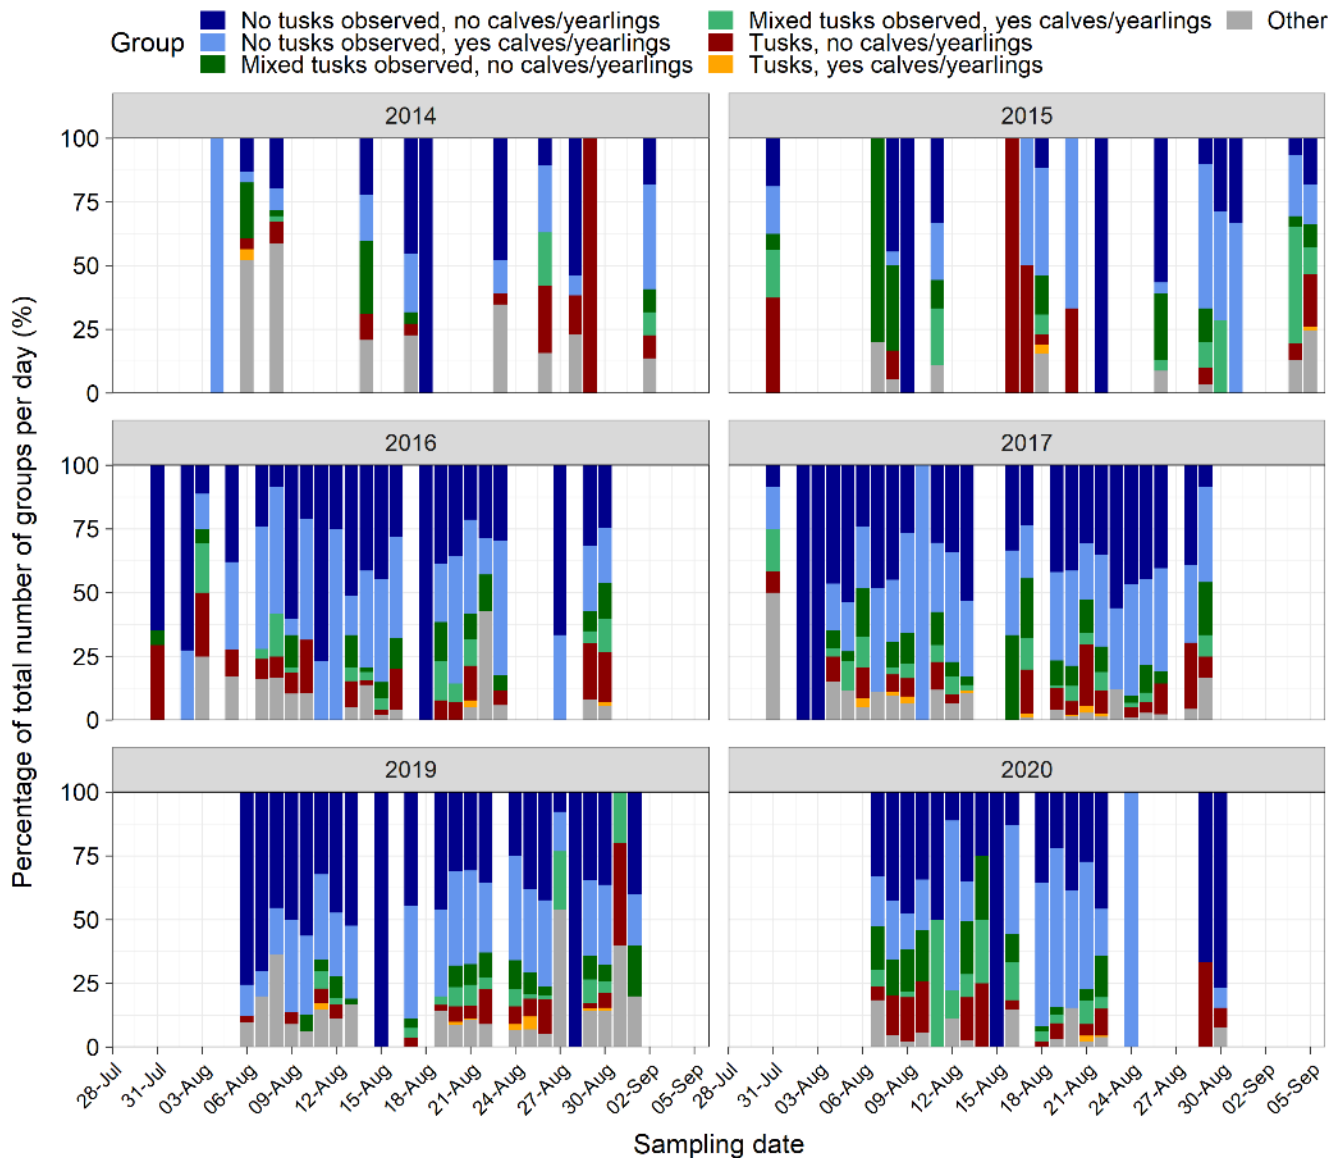 Group
No tusks observed, no calves/yearlings
No tusks observed, yes calves/yearlings
Mixed tusks observed, no calves/yearlings
Mixed tusks observed, yes calves/yearlings
Tusks, no calves/yearlings
Tusks, yes calves/yearlings
Other
Percentage of total number of groups per day (%)
2014
2015
100
75
50
25
0
2016
2017
100
75
50
25
0
2019
2020
100
75
50
25
0
28-Jul
31-Jul
03-Aug
06-Aug
09-Aug
12-Aug
15-Aug
18-Aug
21-Aug
24-Aug
27-Aug
30-Aug
02-Sep
05-Sep
28-Jul
31-Jul
03-Aug
06-Aug
09-Aug
12-Aug
15-Aug
18-Aug
21-Aug
24-Aug
27-Aug
30-Aug
02-Sep
05-Sep
Sampling date